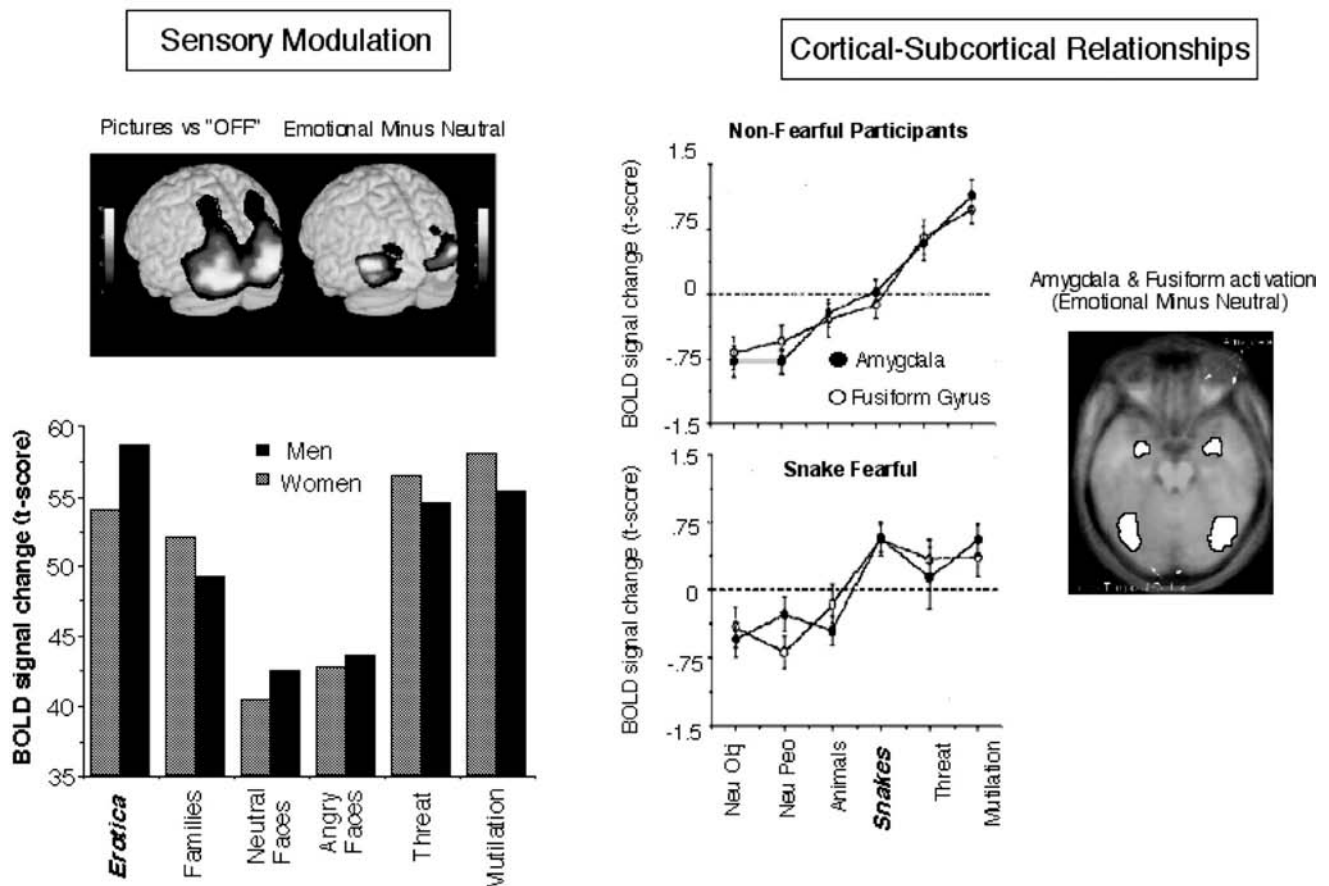 Sensory Modulation
Pictures vs "OFF"
Emotional Minus Neutral
BOLD signal change (t-score)
60
55
50
45
40
35
Men
Women
Erotica
Families
Neutral
Faces
Angry
Faces
Threat
Mutilation
Cortical-Subcortical Relationships
Non-Fearful Participants
BOLD signal change (t-score)
1.5
.75
0
-.75
-1.5
Amygdala
Fusiform Gyrus
Snake Fearful
BOLD signal change (t-score)
1.5
.75
0
-.75
-1.5
Neu Obj
Neu Peo
Animals
Snakes
Threat
Mutilation
Amygdala & Fusiform activation
(Emotional Minus Neutral)